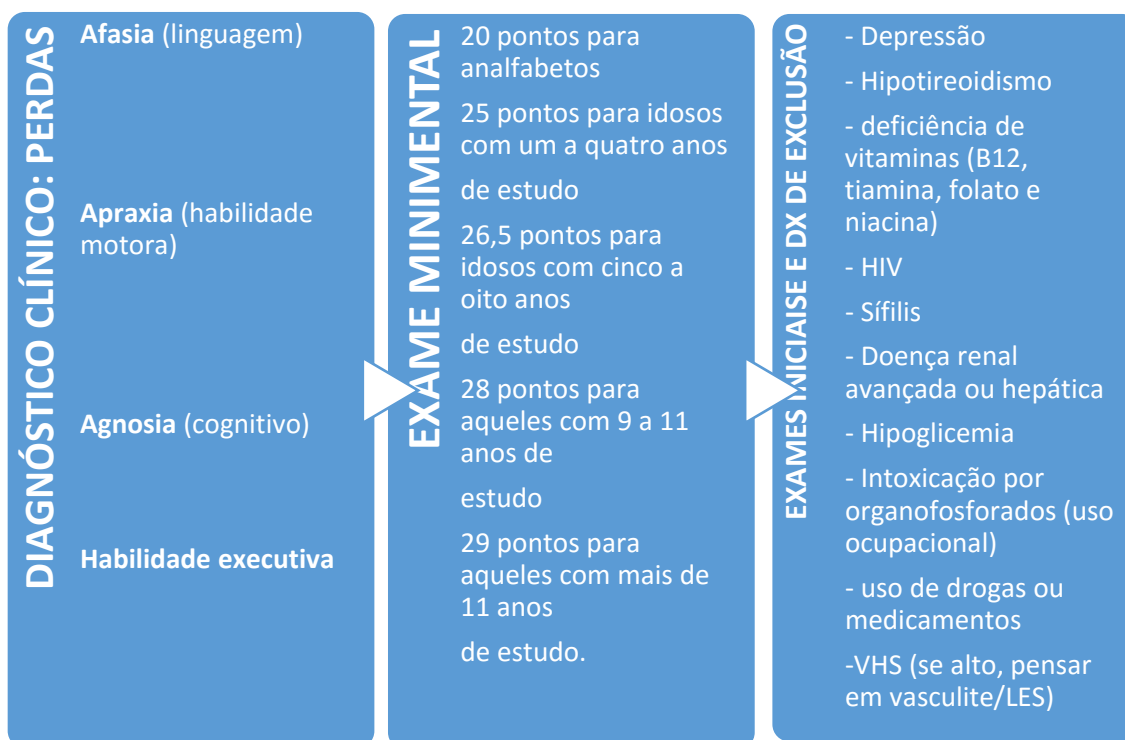 DIAGNÓSTICO CLÍNICO: PERDAS
Afasia (linguagem)
Apraxia (habilidade
motora)
Agnosia (cognitivo)
Habilidade executiva
EXAME MINIMENTAL
20 pontos para
analfabetos
25 pontos para idosos
com um a quatro anos
de estudo
26,5 pontos para
idosos com cinco a
oito anos
de estudo
28 pontos para
aqueles com 9 a 11
anos de
estudo
29 pontos para
aqueles com mais de
11 anos
de estudo.
EXAMES INICIAISE E DX DE EXCLUSÃO
- Depressão
- Hipotireoidismo
- deficiência de
vitaminas (B12,
tiamina, folato e
niacina)
- HIV
- Sífilis
- Doença renal
avançada ou hepática
- Hipoglicemia
- Intoxicação por
organofosforados (uso
ocupacional)
- uso de drogas ou
medicamentos
-VHS (se alto, pensar
em vasculite/LES)